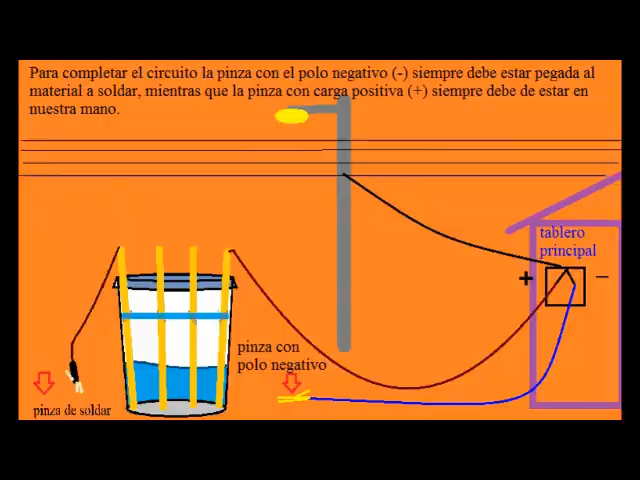 Para completar el circuito la pinza con el polo negativo (-) siempre debe estar pegada al
material a soldar, mientras que la pinza con carga positiva (+) siempre debe de estar en
nuestra mano.
tablero
principal
+ −
pinza con
polo negativo
pinza de soldar